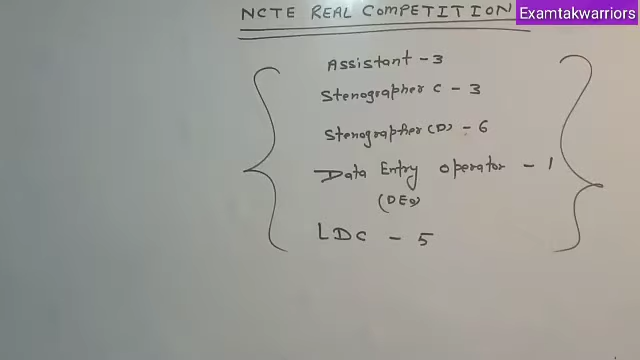 NCTE REAL COMPETITION
Examtakwarriors
Assistant - 3
Stenographer C - 3
Stenographer (D) - 6
Data Entry Operator - 1
(DEO)
LDC - 5